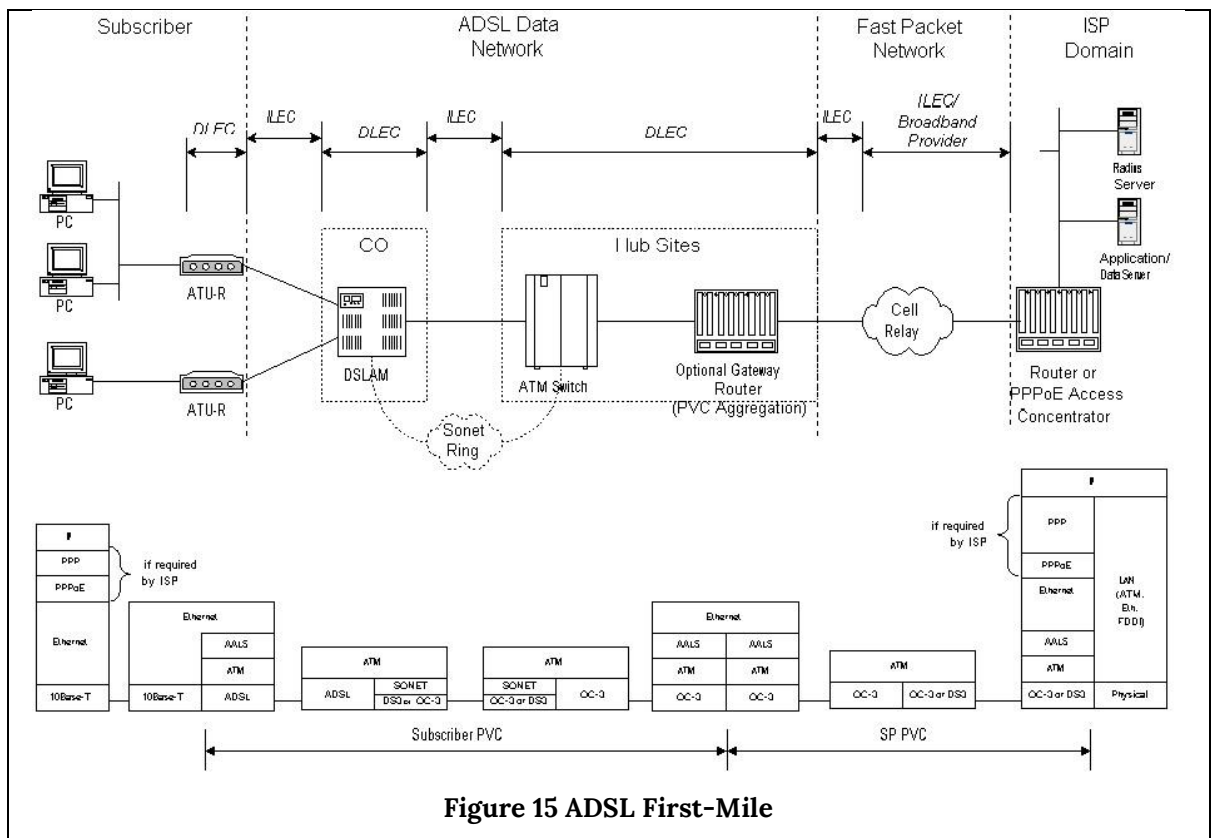 Subscriber
ADSL Data
Network
Fast Packet
Network
ISP
Domain
DLEC
ILEC
DLEC
ILEC
DLEC
ILEC
ILEC/
Broadband
Provider
PC
PC
PC
ATU-R
ATU-R
CO
DSLAM
Hub Sites
ATM Switch
Optional Gateway
Router
(PVC Aggregation)
Sonet
Ring
Cell
Relay
Radius
Server
Application/
Data Server
Router or
PPPoE Access
Concentrator
PPP
PPPoE
Ethernet
10Base-T
if required
by ISP
Ethernet
AAL5
ATM
10Base-T
ADSL
ATM
ADSL
SONET
DS3 or OC-3
ATM
SONET
OC-3 or DS3
OC-3
Ethernet
AAL5
AAL5
ATM
ATM
OC-3
OC-3
ATM
OC-3
OC-3 or DS3
if required
by ISP
PPP
PPPoE
Ethernet
AAL5
ATM
OC-3 or DS3
LAN
(ATM,
Eth,
FDDI)
Physical
Subscriber PVC
SP PVC
Figure 15 ADSL First-Mile